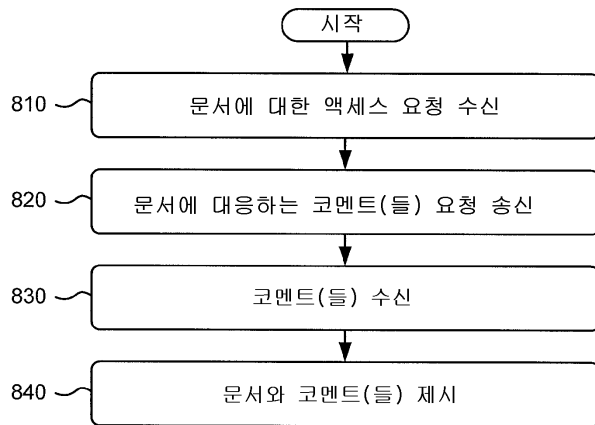 시작
810 문서에 대한 액세스 요청 수신
820 문서에 대응하는 코멘트(들) 요청 송신
830 코멘트(들) 수신
840 문서와 코멘트(들) 제시